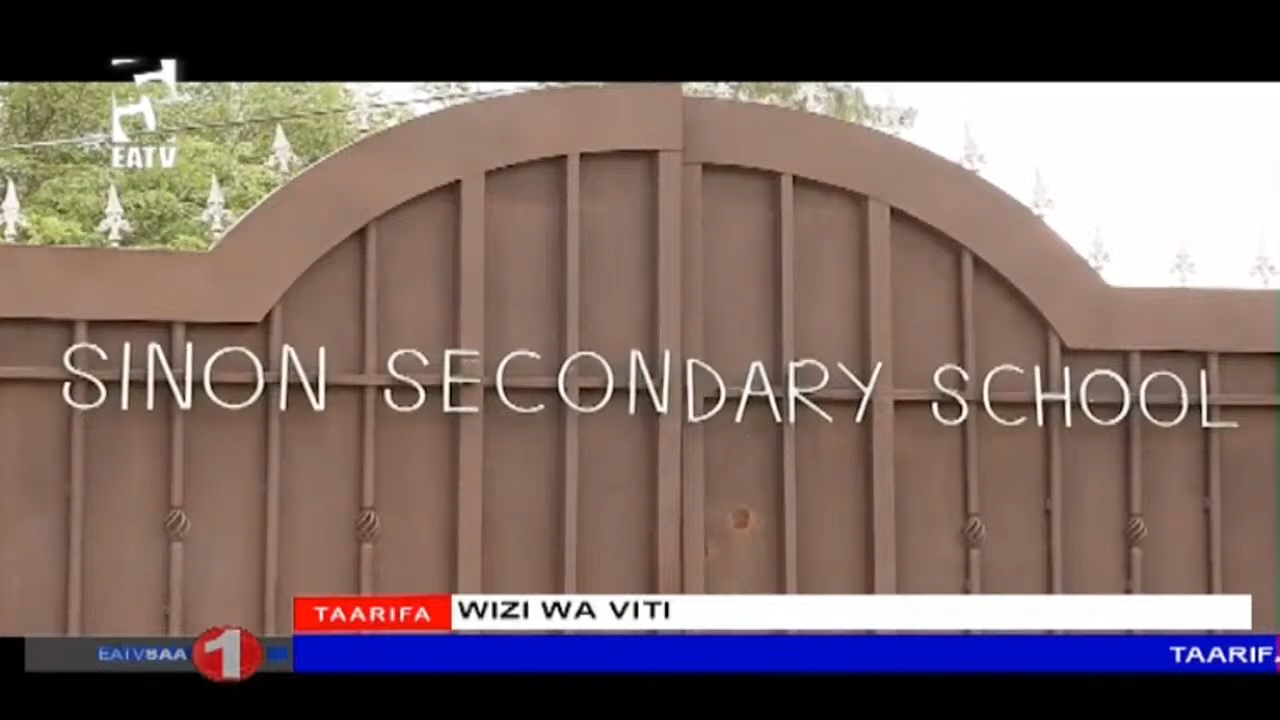 EATV
SINON SECONDARY SCHOOL
TAARIFA WIZI WA VITI
EATVSAA 1
TAARIF